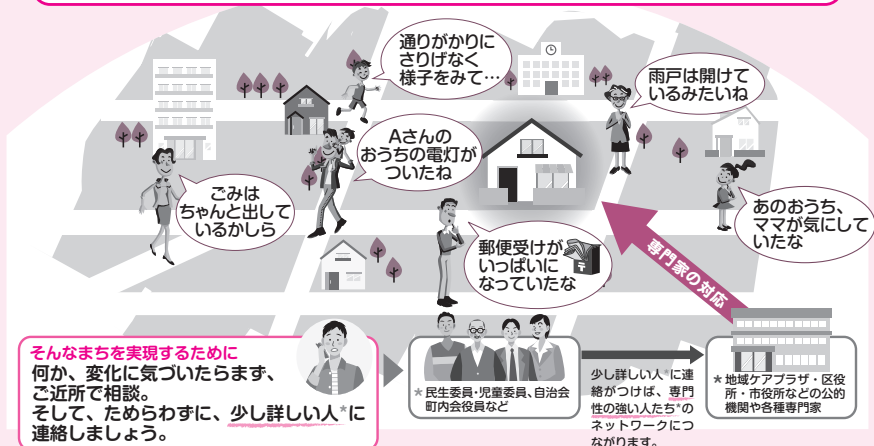 通りがかりに
さりげなく
様子をみて…
雨戸は開けて
いるみたいね
Aさんの
おうちの電灯が
ついたね
ごみは
ちゃんと出して
いるかしら
あのおうち、
ママが気にして
いたな
郵便受けが
いっぱいに
なっていたな
専門家の対応
そんなまちを実現するために
何か、変化に気づいたらまず、
ご近所で相談。
そして、ためらわずに、少し詳しい人*に
連絡しましょう。
*民生委員・児童委員、自治会
町内会役員など
少し詳しい人*に連
絡がつけば、専門
性の強い人たち*の
ネットワークにつ
ながります。
*地域ケアプラザ・区役
所・市役所などの公的
機関や各種専門家